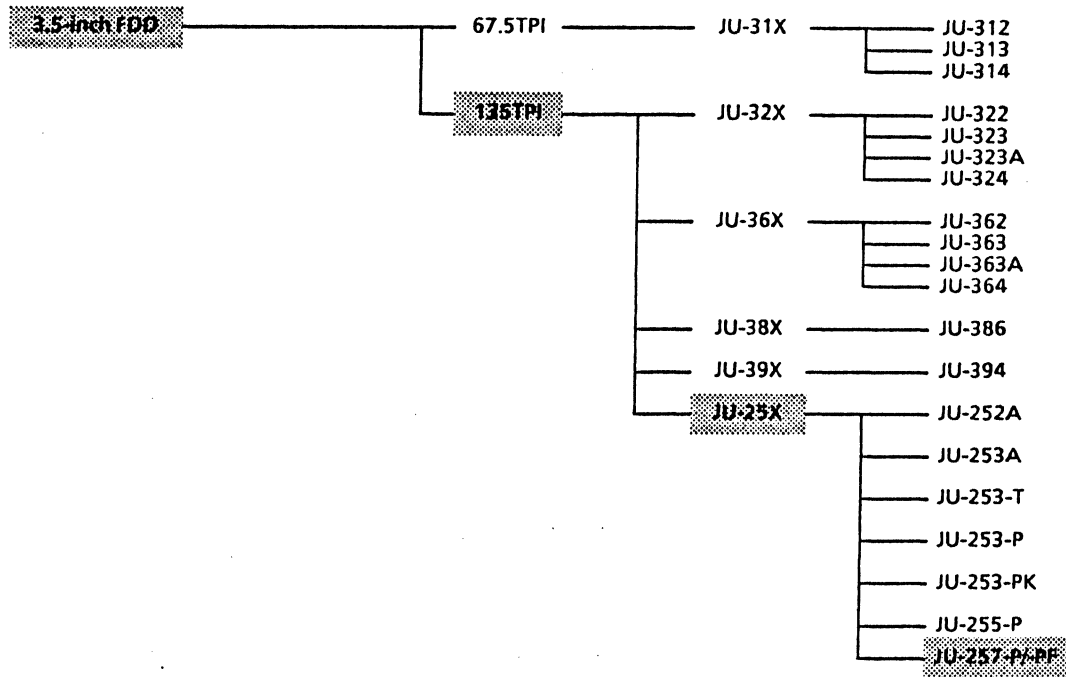 3.5-inch FDD 67.5TPI JU-31X JU-312
JU-313
JU-314
135TPI JU-32X JU-322
JU-323
JU-323A
JU-324
JU-36X JU-362
JU-363
JU-363A
JU-364
JU-38X JU-386
JU-39X JU-394
JU-25X JU-252A
JU-253A
JU-253-T
JU-253-P
JU-253-PK
JU-255-P
JU-257-P/-PF